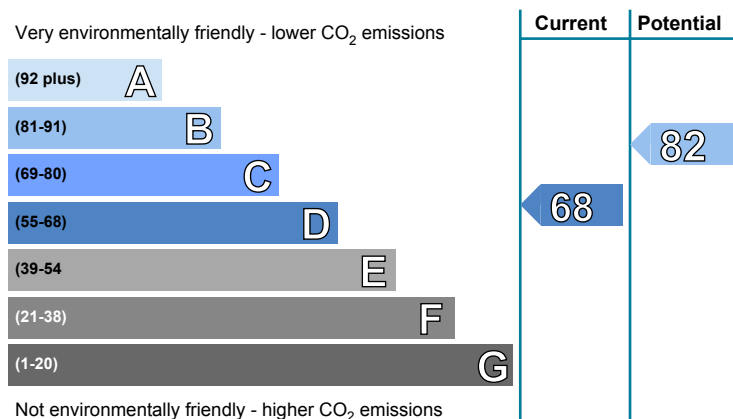 Very environmentally friendly - lower CO2 emissions
Current
Potential
(92 plus) A
(81-91) B
(69-80) C
(55-68) D
(39-54 E
(21-38) F
(1-20) G
68
82
Not environmentally friendly - higher CO2 emissions